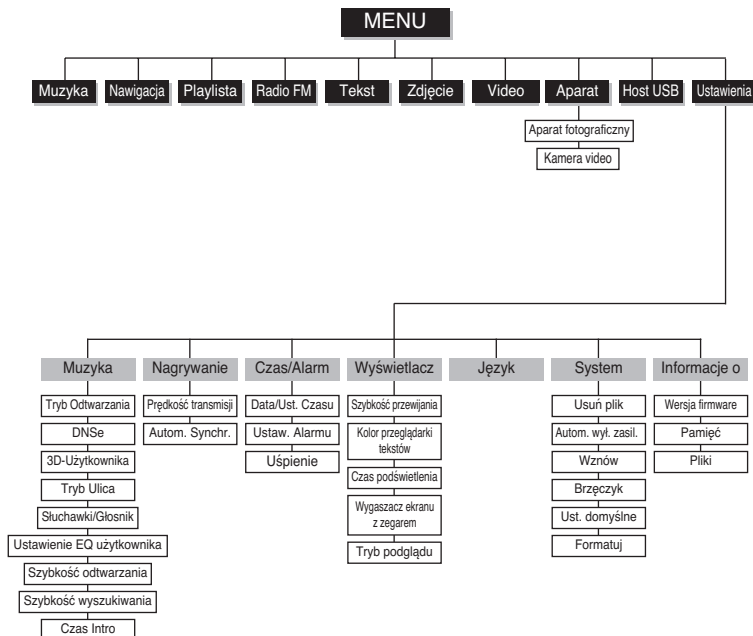 MENU
Muzyka Nawigacja Playlista Radio FM Tekst Zdjęcie Video Aparat Host USB Ustawienia
Aparat fotograficzny
Kamera video
Muzyka Nagrywanie Czas/Alarm Wyświetlacz Język System Informacje o
Tryb Odtwarzania
DNSe
3D-Użytkownika
Tryb Ulica
Słuchawki/Głosnik
Ustawienie EQ użytkownika
Szybkość odtwarzania
Szybkość wyszukiwania
Czas Intro
Prędkość transmisji
Autom. Synchr.
Data/Ust. Czasu
Ustaw. Alarmu
Uśpienie
Szybkość przewijania
Kolor przeglądarki
tekstów
Czas podświetlenia
Wygaszacz ekranu
z zegarem
Tryb podglądu
Usuń plik
Autom. wył. zasil.
Wznów
Brzęczyk
Ust. domyślne
Formatuj
Wersja firmware
Pamięć
Pliki